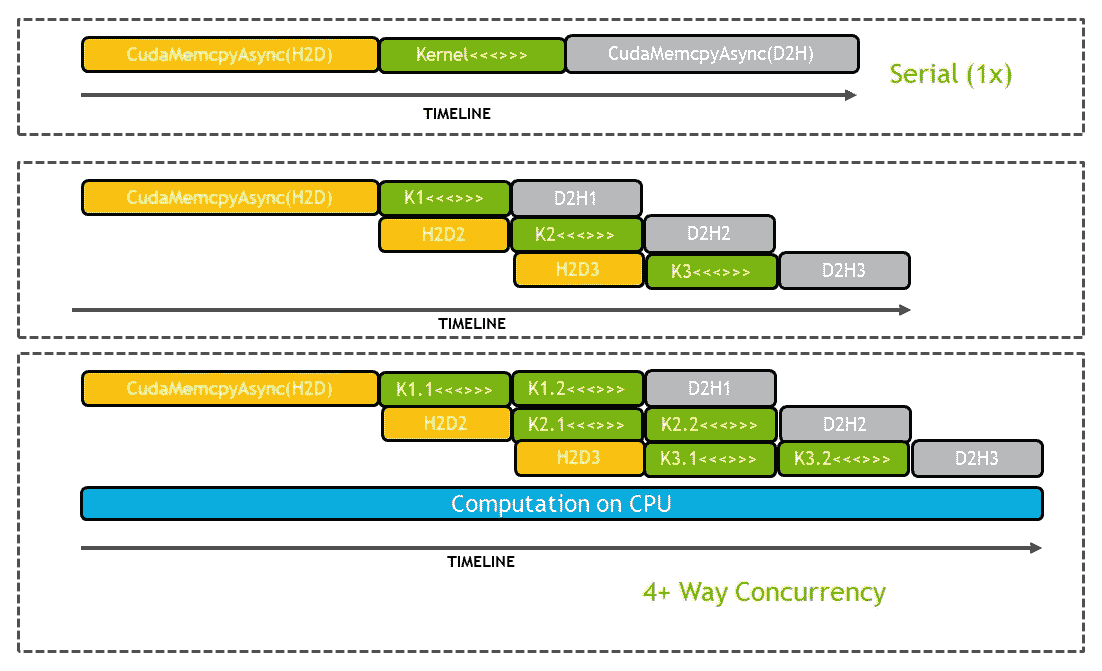 CudaMemcpyAsync(H2D) Kernel<<<>>> CudaMemcpyAsync(D2H)
Serial (1x)
TIMELINE
CudaMemcpyAsync(H2D) K1<<<>>> D2H1
H2D2 K2<<<>>> D2H2
H2D3 K3<<<>>> D2H3
TIMELINE
CudaMemcpyAsync(H2D) K1.1<<<>>> K1.2<<<>>> D2H1
H2D2 K2.1<<<>>> K2.2<<<>>> D2H2
H2D3 K3.1<<<>>> K3.2<<<>>> D2H3
Computation on CPU
TIMELINE
4+ Way Concurrency